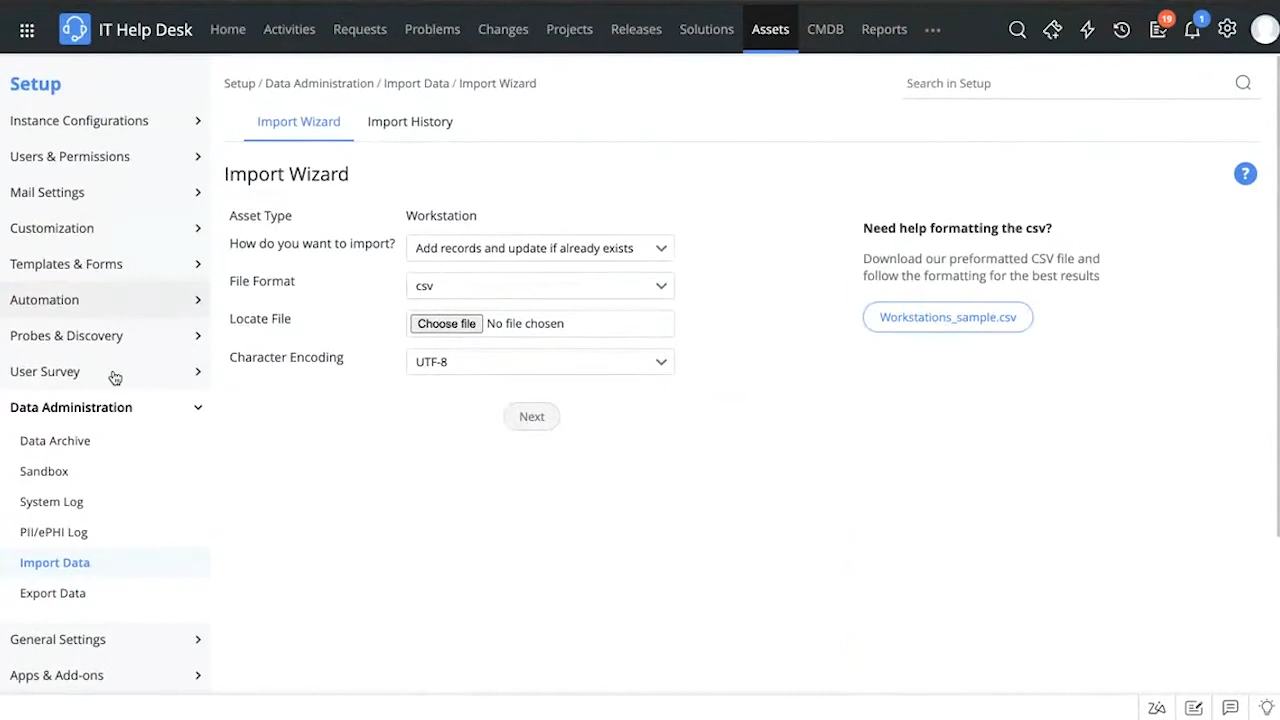 IT Help Desk Home Activities Requests Problems Changes Projects Releases Solutions Assets CMDB Reports 19 1
Setup
Instance Configurations
Users & Permissions
Mail Settings
Customization
Templates & Forms
Automation
Probes & Discovery
User Survey
Data Administration
Data Archive
Sandbox
System Log
PII/ePHI Log
Import Data
Export Data
General Settings
Apps & Add-ons
Setup / Data Administration / Import Data / Import Wizard
Search in Setup
Import Wizard Import History
Import Wizard
?
Asset Type Workstation
How do you want to import? Add records and update if already exists
File Format csv
Locate File Choose file No file chosen
Character Encoding UTF-8
Next
Need help formatting the csv?
Download our preformatted CSV file and
follow the formatting for the best results
Workstations_sample.csv